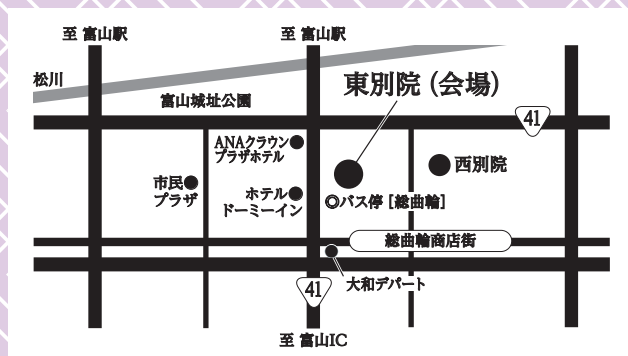 至 富山駅
至 富山駅
松川
富山城址公園
東別院（会場）
41
ANAクラウン
プラザホテル
西別院
市民
プラザ
ホテル
ドーミーイン
バス停［総曲輪］
総曲輪商店街
大和デパート
41
至 富山IC